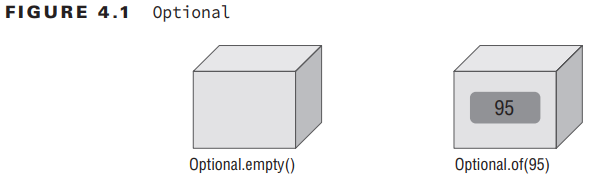 FIGURE 4.1 Optional
95
Optional.empty()
Optional.of(95)